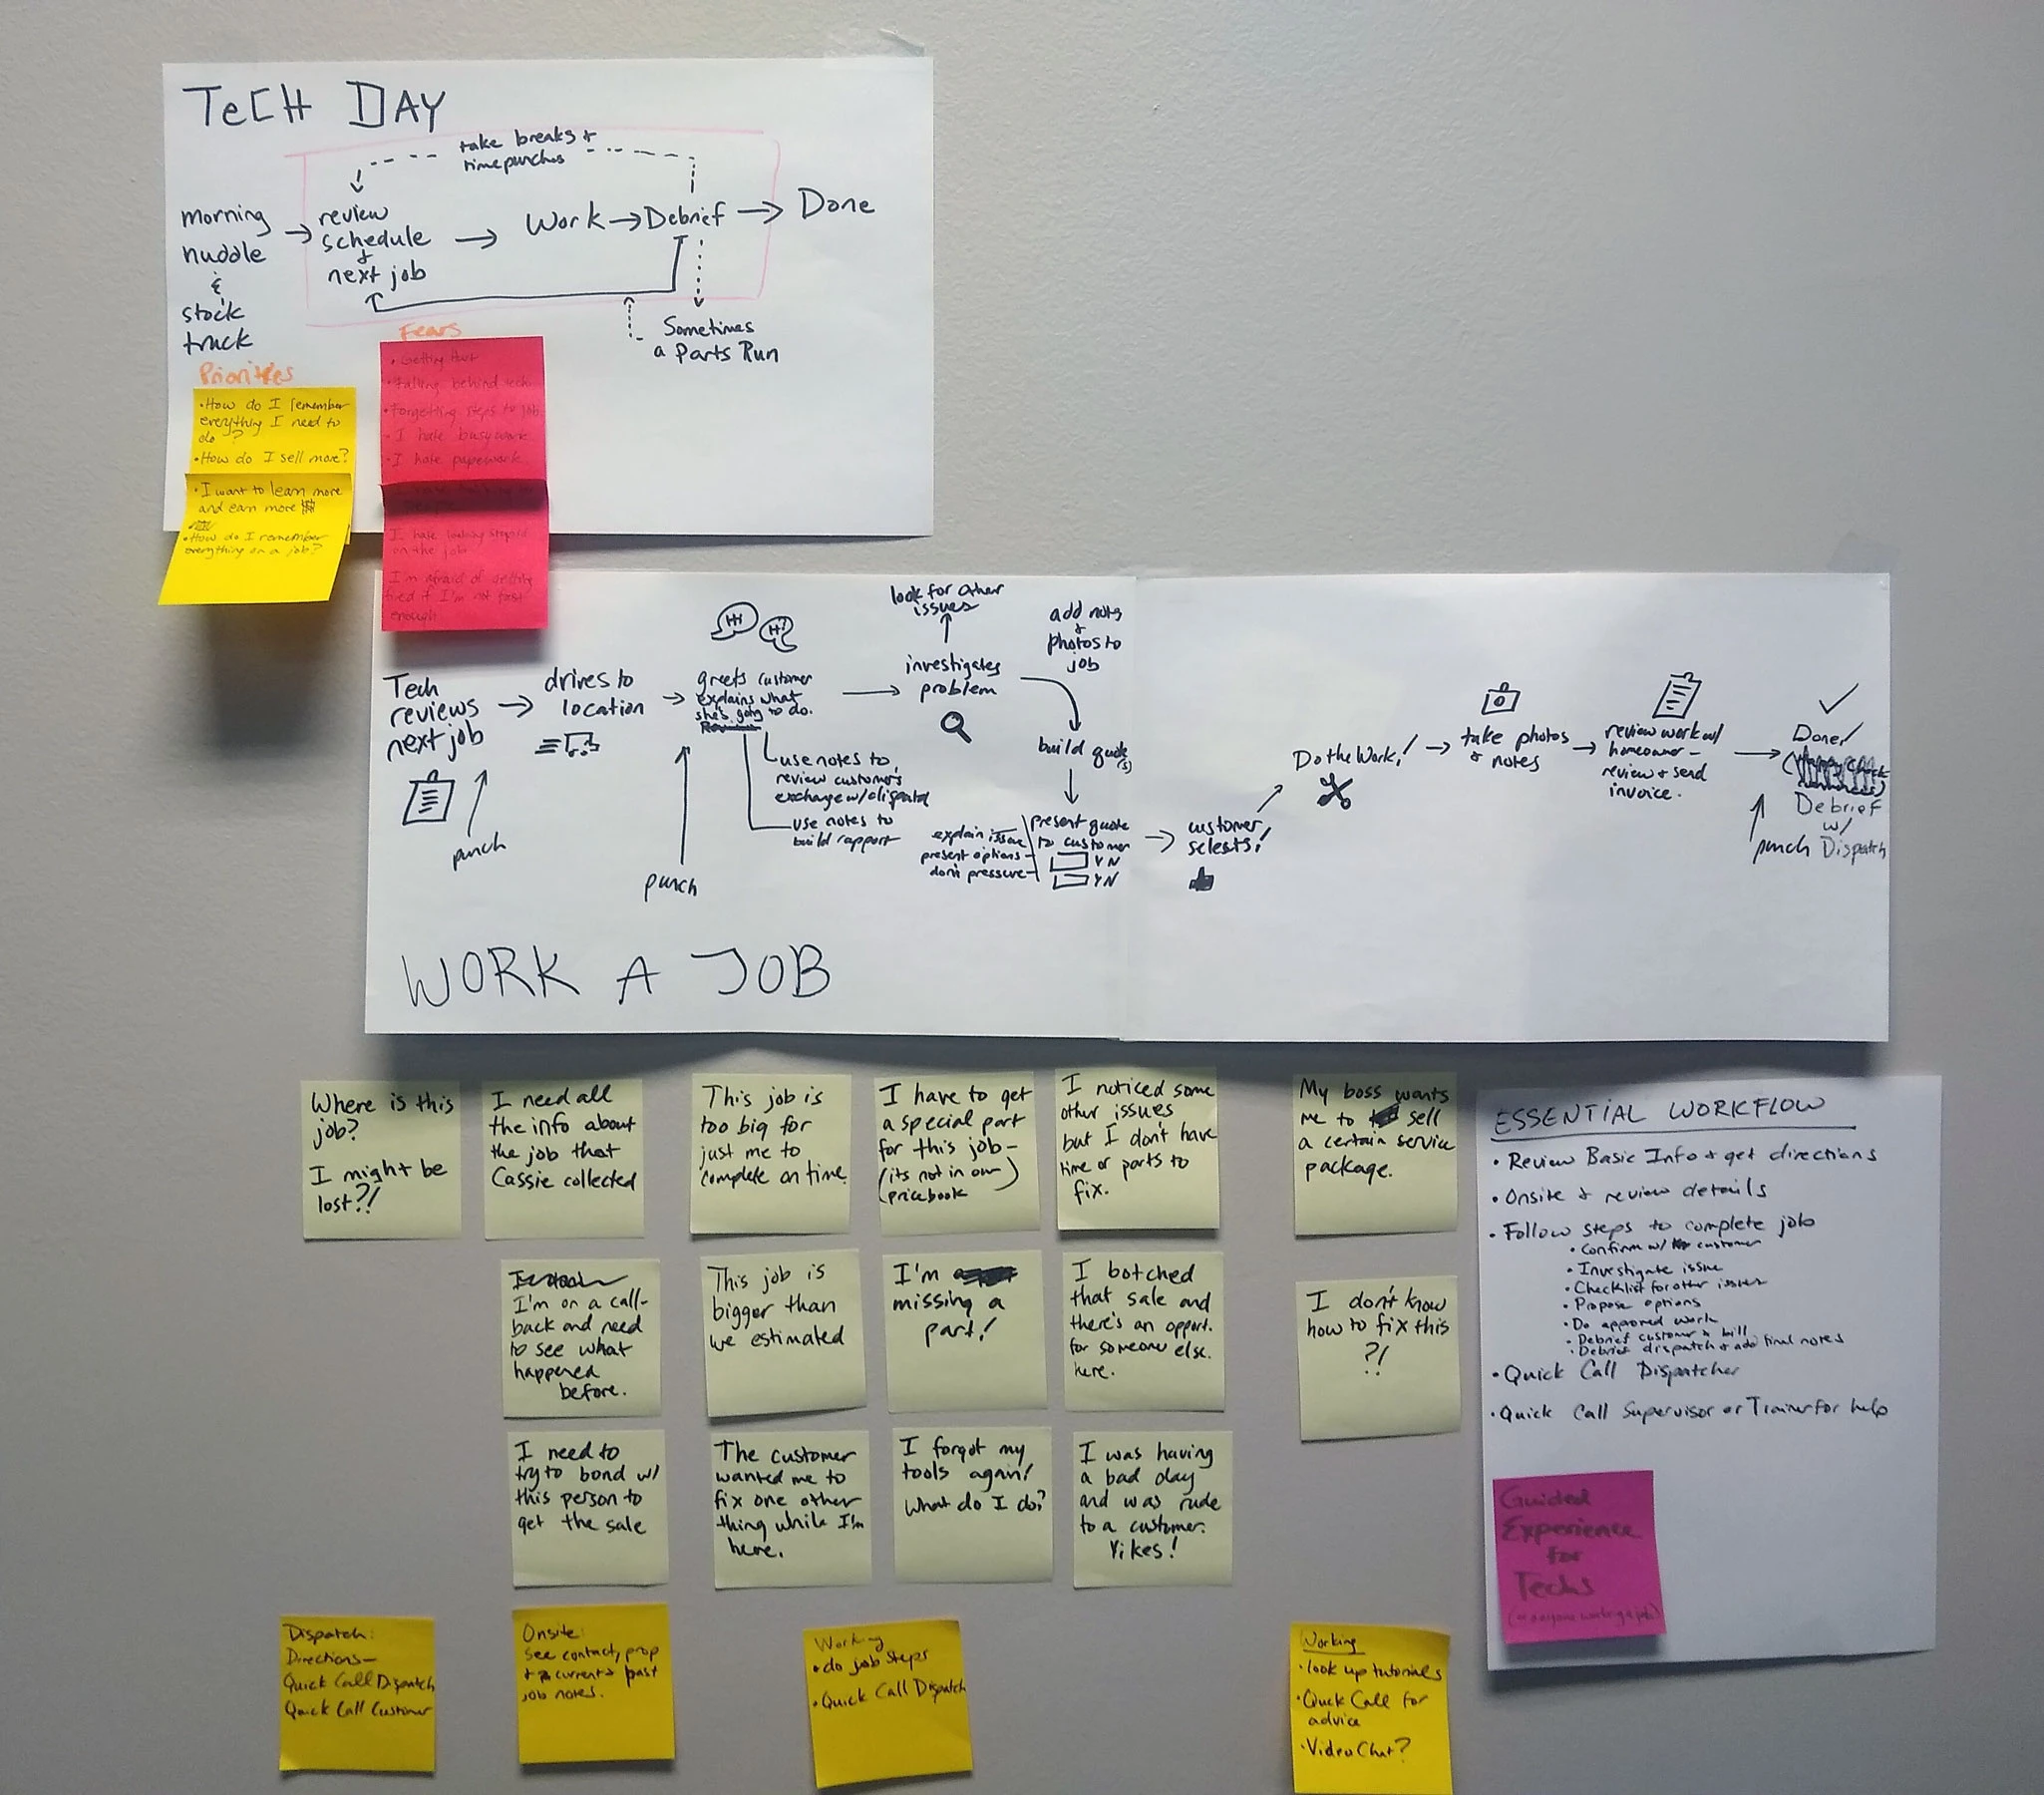 TeCH DAY
take breaks +
time punches
morning
huddle
&
stock
truck
review
schedule
+
next job
Work
Debrief
Done
Sometimes
a Parts Run
Priorities
• How do I remember
everything I need to
do?
• How do I sell more?
• I want to learn more
and earn more
• How do I remember
everything on a job?
Fears
• Getting Hurt
• Falling behind tech.
• Forgetting steps to job.
• I hate busywork
• I hate paperwork
I hate looking stupid
on the job
I'm afraid of getting
fired if I'm not fast
enough
Tech
reviews
next job
punch
drives to
location
Hi
Hi
greets customer
explains what
she's going to do.
punch
use notes to
review customer's
exchange w/ dispatch
use notes to
build rapport
look for other
issues
investigates
problem
add notes
+
photos to
job
build quote
(s)
explain issue
present options
don't pressure
present quote
to customer
Y N
Y N
customer
selects!
Do the Work!
take photos
+ notes
review work w/
homeowner -
review + send
invoice.
Done!
Debrief
w/
Dispatch
punch
WORK A JOB
Where is this
job?
I might be
lost?!
I need all
the info about
the job that
Cassie collected
This job is
too big for
just me to
complete on time.
I have to get
a special part
for this job -
(its not in our)
pricebook
I noticed some
other issues
but I don't have
time or parts to
fix.
My boss wants
me to sell
a certain service
package.
I'm on a call-
back and need
to see what
happened
before.
This job is
bigger than
we estimated
I'm
missing a
part!
I botched
that sale and
there's an opport.
for someone else.
here.
I don't know
how to fix this
?!
I need to
try to bond w/
this person to
get the sale
The customer
wanted me to
fix one other
thing while I'm
here.
I forgot my
tools again!
What do I do?
I was having
a bad day
and was rude
to a customer.
Yikes!
ESSENTIAL WORKFLOW
• Review Basic Info + get directions
• Onsite + review details
• Follow steps to complete job
• Confirm w/ customer
• Investigate issue
• Checklist for other issues
• Propose options
• Do approved work
• Debrief customer + bill
• Debrief dispatch + add final notes
• Quick Call Dispatcher
• Quick Call Supervisor or Trainer for help
Guided
Experience
for
Techs
(or anyone working a job)
Dispatch:
Directions-
Quick Call Dispatch
Quick Call Customer
Onsite:
See contact, prop
+ current + past
job notes.
Working
• do job steps
• Quick Call Dispatch
Working
• look up tutorials
• Quick Call for
advice
• Video Chat?